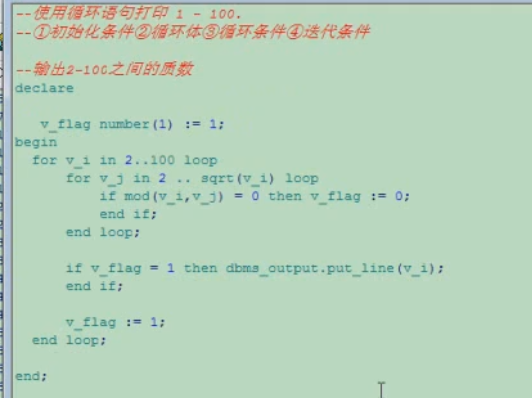 --使用循环语句打印 1 - 100.
--①初始化条件②循环体③循环条件④迭代条件
--输出2-100之间的质数
declare
v_flag number(1) := 1;
begin
for v_i in 2..100 loop
for v_j in 2 .. sqrt(v_i) loop
if mod(v_i,v_j) = 0 then v_flag := 0;
end if;
end loop;
if v_flag = 1 then dbms_output.put_line(v_i);
end if;
v_flag := 1;
end loop;
end;